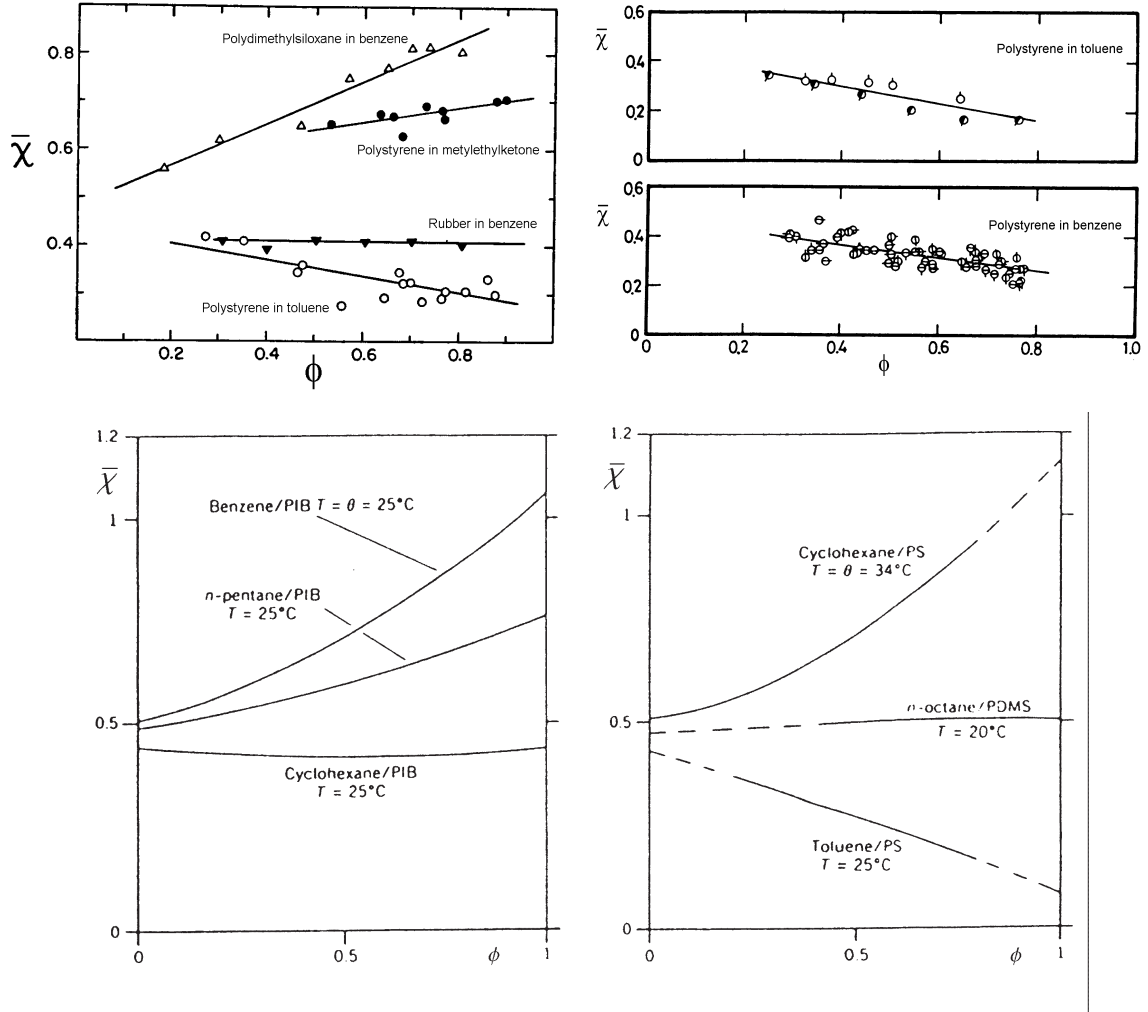 0.8
0.6
0.4
χ̄
Polydimethylsiloxane in benzene
Polystyrene in metylethylketone
Rubber in benzene
Polystyrene in toluene
0.2
0.4
0.6
0.8
ϕ
0.6
χ̄
0.4
0.2
0
Polystyrene in toluene
0.6
χ̄
0.4
0.2
0
Polystyrene in benzene
0
0.2
0.4
0.6
0.8
1.0
ϕ
1.2
χ̄
1
0.5
0
Benzene/PIB T = θ = 25°C
n-pentane/PIB
T = 25°C
Cyclohexane/PIB
T = 25°C
0
0.5
ϕ
1
1.2
χ̄
1
0.5
0
Cyclohexane/PS
T = θ = 34°C
n-octane/PDMS
T = 20°C
Toluene/PS
T = 25°C
0
0.5
ϕ
1